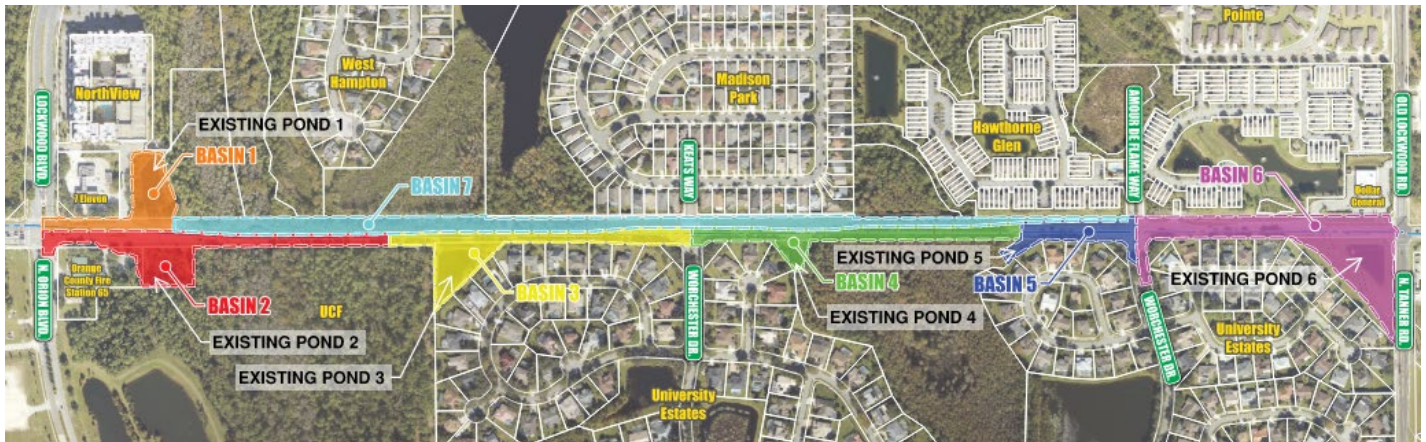 Pointe
West
Hampton
NorthView
Madison
Park
LOCKWOOD BLVD.
AMOUR DE FLAME WAY
OLD LOCKWOOD RD.
EXISTING POND 1
Hawthorne
Glen
BASIN 1
KEATS WAY
BASIN 6
BASIN 7
7 Eleven
Dollar
General
Orange
County Fire
Station 65
EXISTING POND 5
EXISTING POND 6
BASIN 2
BASIN 3
BASIN 4
BASIN 5
UCF
N. ORION BLVD.
WORCHESTER DR.
WORCHESTER DR.
N. TANNER RD.
EXISTING POND 4
University
Estates
EXISTING POND 2
EXISTING POND 3
University
Estates